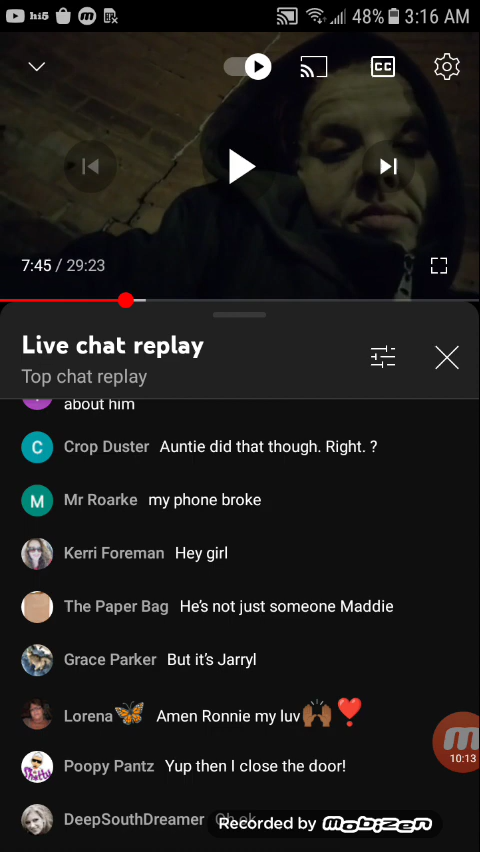 hi5 48% 3:16 AM
CC
7:45 / 29:23
Live chat replay
Top chat replay
about him
C Crop Duster Auntie did that though. Right. ?
M Mr Roarke my phone broke
Kerri Foreman Hey girl
The Paper Bag He's not just someone Maddie
Grace Parker But it's Jarryl
Lorena🦋 Amen Ronnie my luv🙌🏾❣️
Poopy Pantz Yup then I close the door!
10:13
DeepSouthDreamer Oh ok
Recorded by mobizen